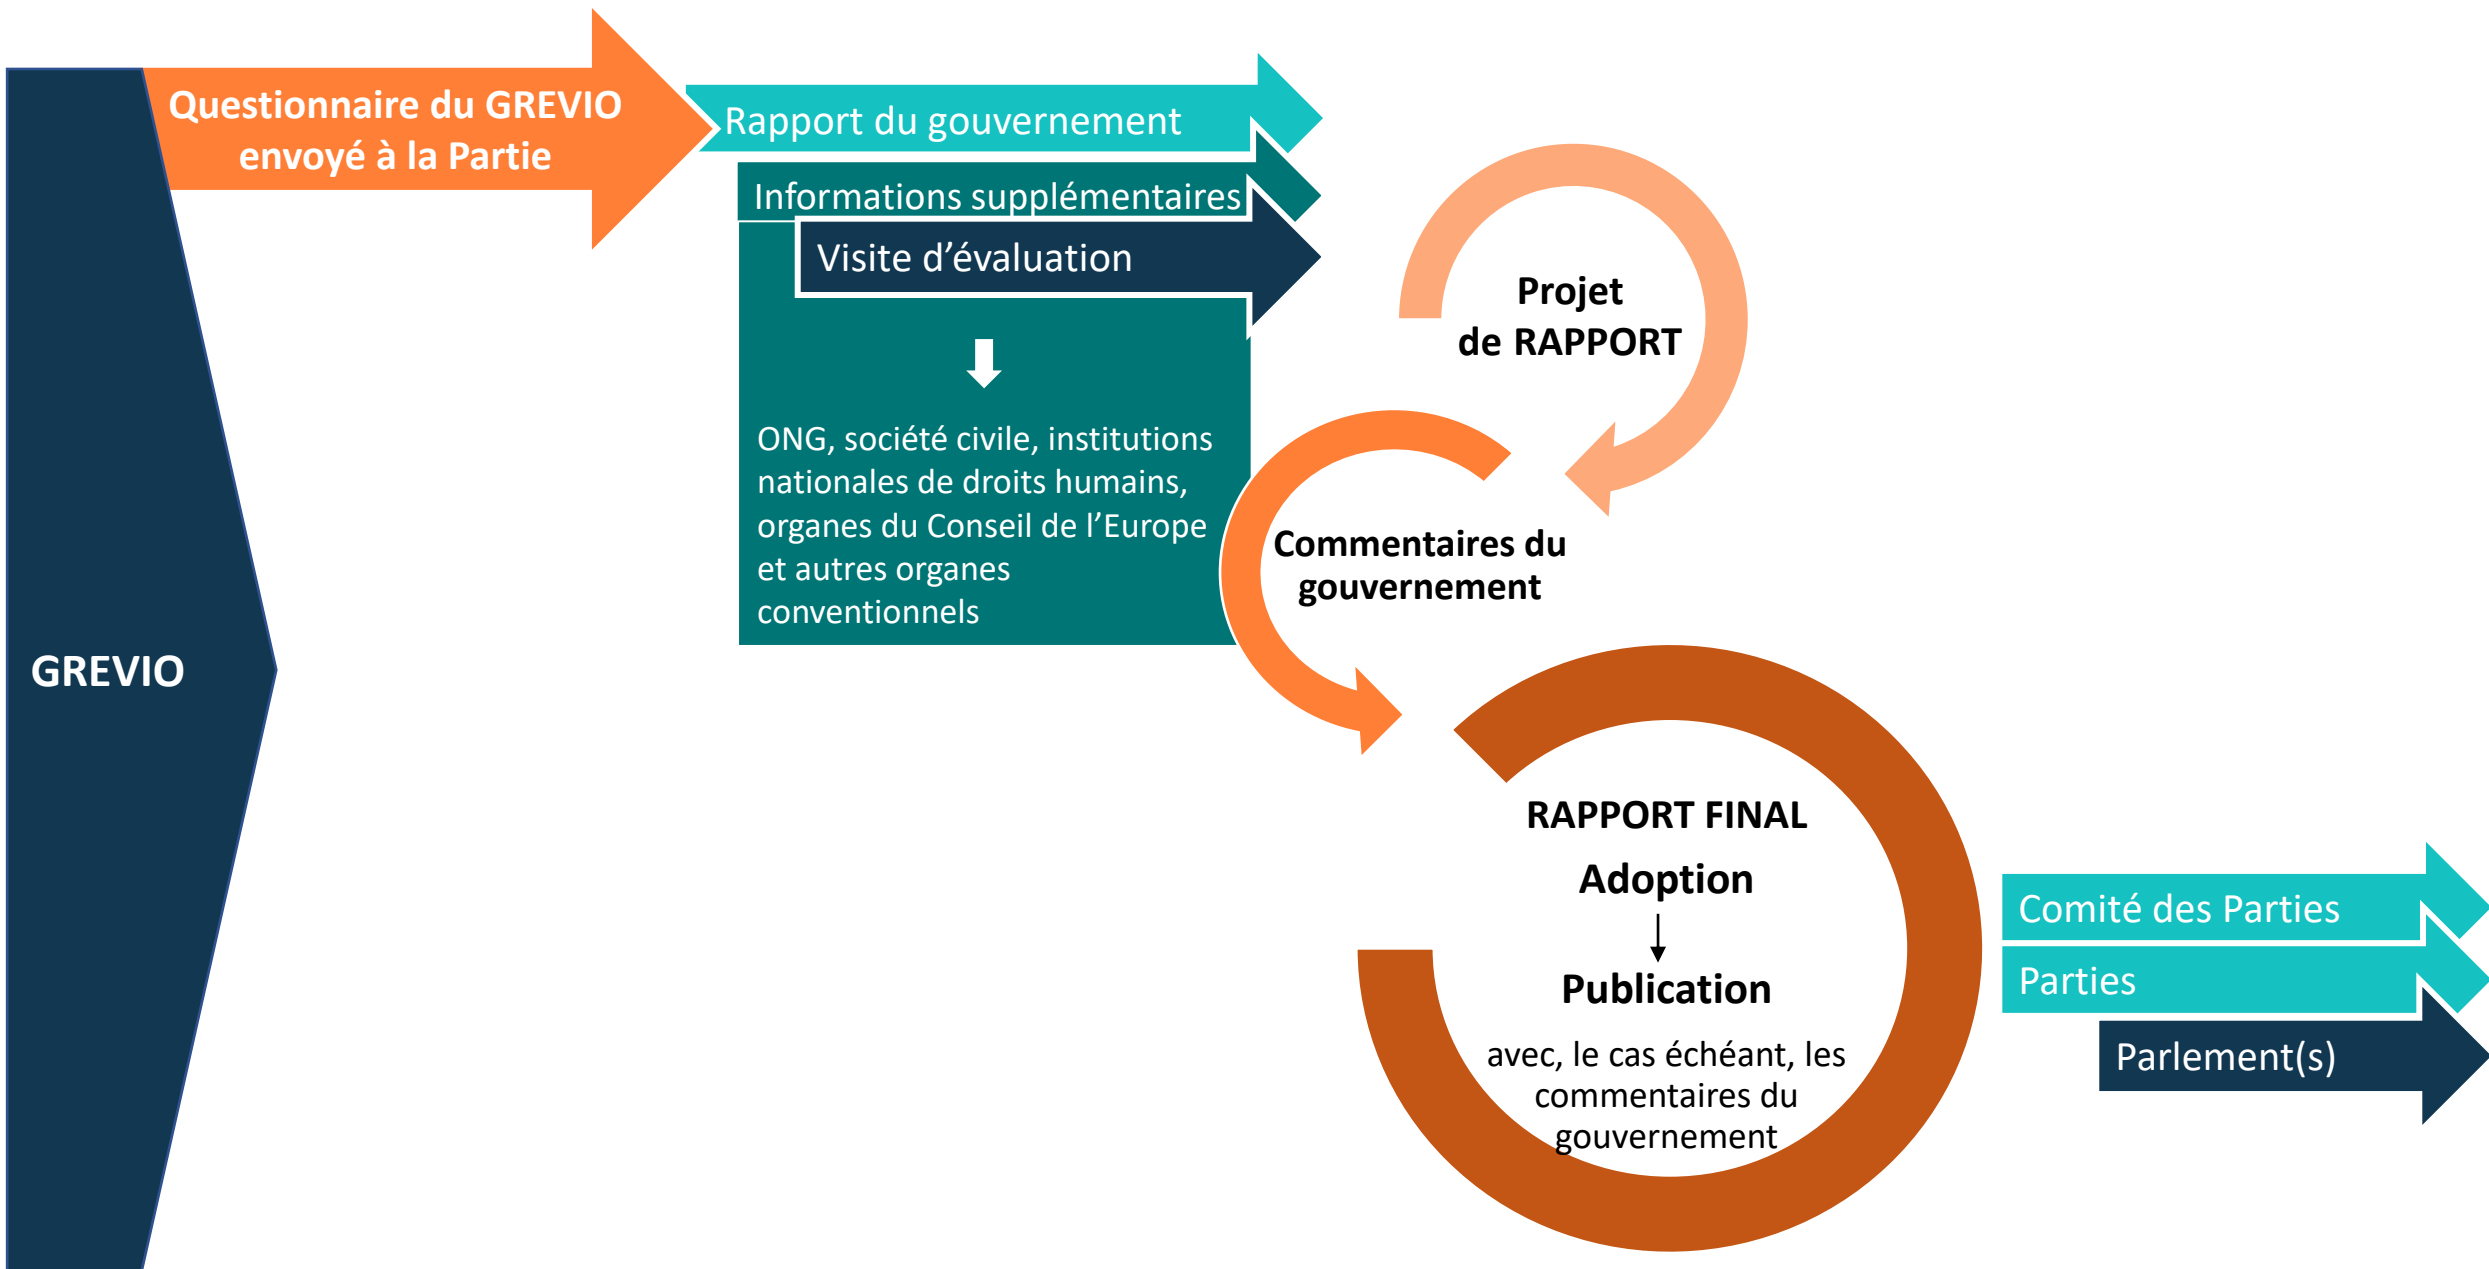 GREVIO
Questionnaire du GREVIO
envoyé à la Partie
Rapport du gouvernement
Informations supplémentaires
Visite d’évaluation
ONG, société civile, institutions
nationales de droits humains,
organes du Conseil de l’Europe
et autres organes
conventionnels
Projet
de RAPPORT
Commentaires du
gouvernement
RAPPORT FINAL
Adoption
Publication
avec, le cas échéant, les
commentaires du
gouvernement
Comité des Parties
Parties
Parlement(s)